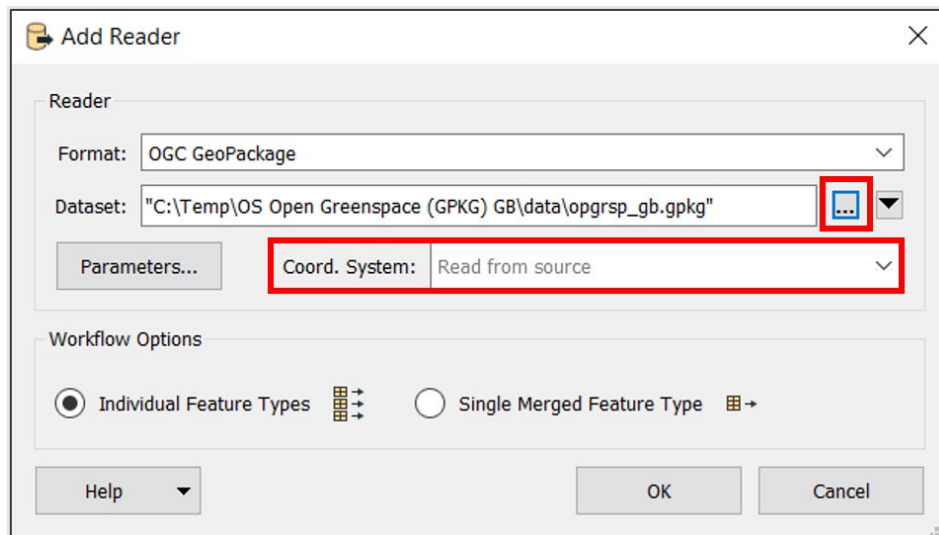 Add Reader
Reader
Format: OGC GeoPackage
Dataset: "C:\Temp\OS Open Greenspace (GPKG) GB\data\opgrsp_gb.gpkg" ...
Parameters... Coord. System: Read from source
Workflow Options
Individual Feature Types Single Merged Feature Type
Help OK Cancel